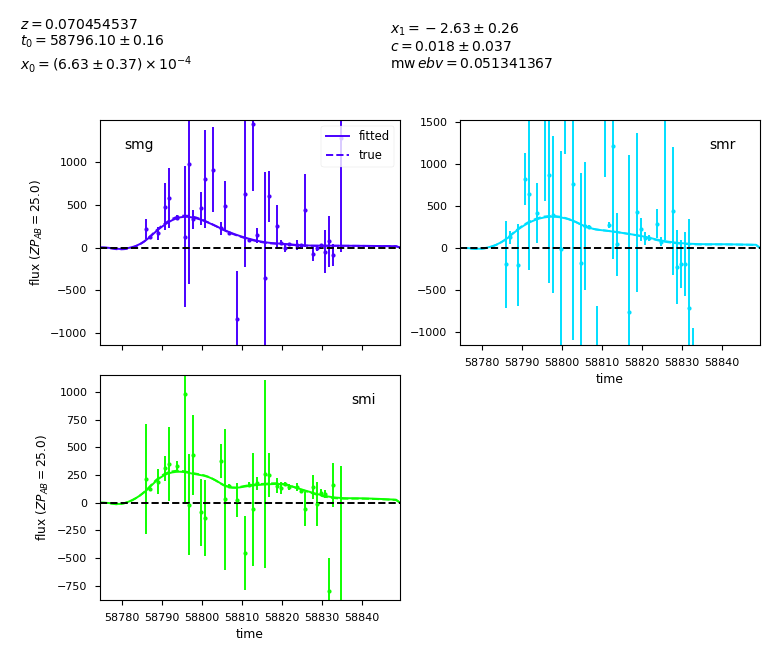 z = 0.070454537
t₀ = 58796.10 ± 0.16
x₀ = (6.63 ± 0.37) × 10⁻⁴
x₁ = −2.63 ± 0.26
c = 0.018 ± 0.037
mwebv = 0.051341367
smg
fitted
true
1000
500
0
−500
−1000
flux (ZP_AB = 25.0)
smr
1500
1000
500
0
−500
−1000
58780 58790 58800 58810 58820 58830 58840
time
smi
1000
750
500
250
0
−250
−500
−750
flux (ZP_AB = 25.0)
58780 58790 58800 58810 58820 58830 58840
time